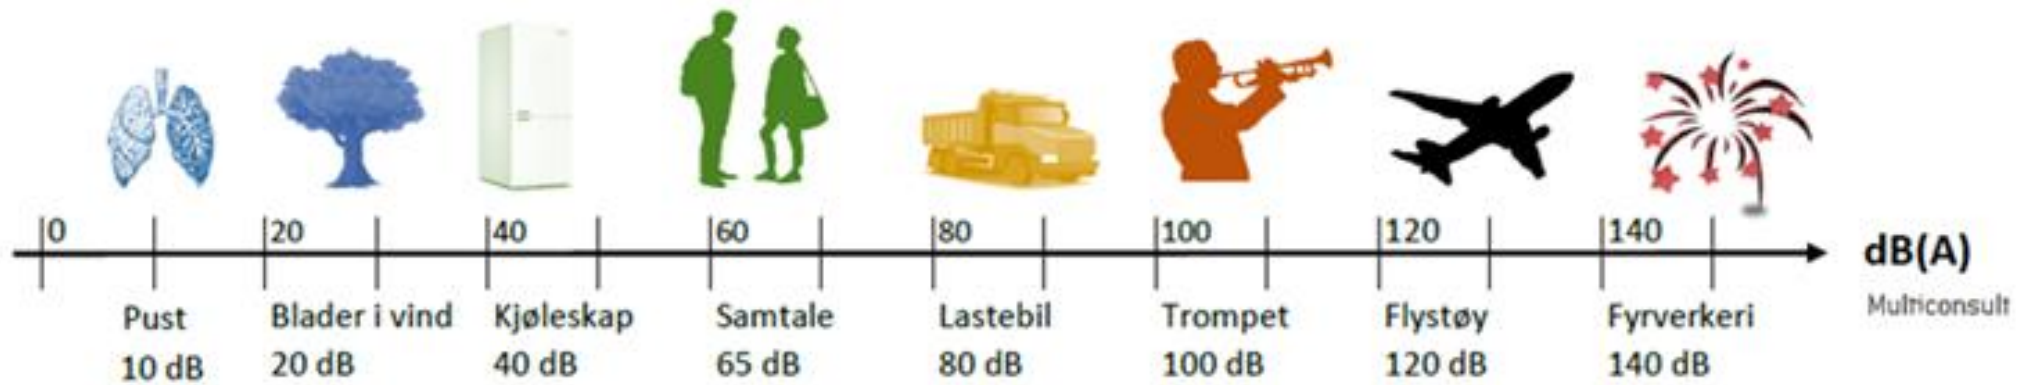 0 20 40 60 80 100 120 140
dB(A)
Multiconsult
Pust Blader i vind Kjøleskap Samtale Lastebil Trompet Flystøy Fyrverkeri
10 dB 20 dB 40 dB 65 dB 80 dB 100 dB 120 dB 140 dB